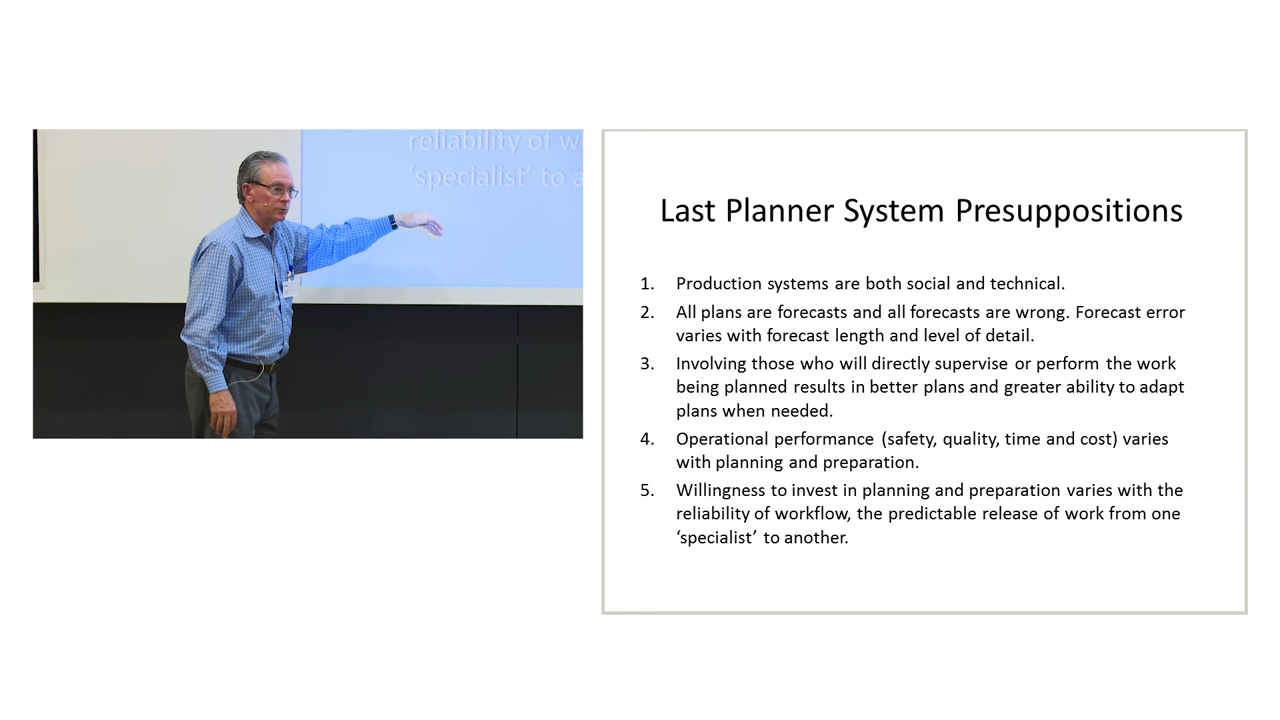 reliability of w
‘specialist’ to a
Last Planner System Presuppositions
1. Production systems are both social and technical.
2. All plans are forecasts and all forecasts are wrong. Forecast error
varies with forecast length and level of detail.
3. Involving those who will directly supervise or perform the work
being planned results in better plans and greater ability to adapt
plans when needed.
4. Operational performance (safety, quality, time and cost) varies
with planning and preparation.
5. Willingness to invest in planning and preparation varies with the
reliability of workflow, the predictable release of work from one
‘specialist’ to another.